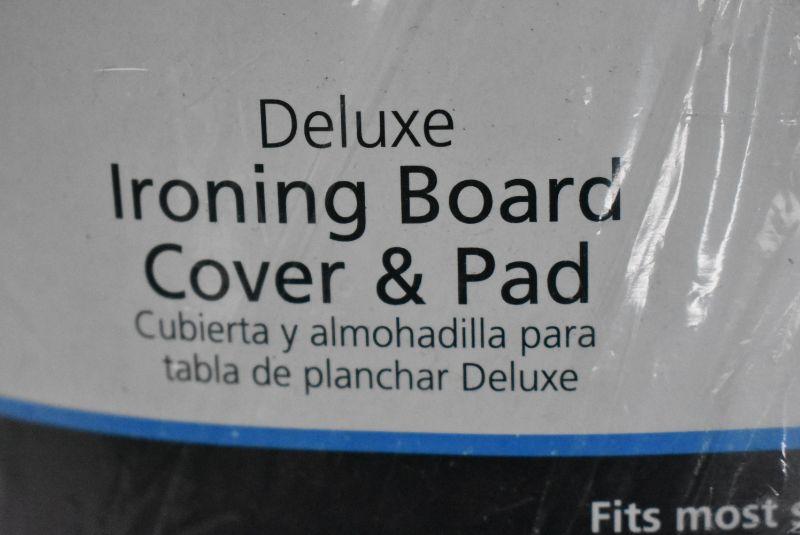 Deluxe
Ironing Board
Cover & Pad
Cubierta y almohadilla para
tabla de planchar Deluxe
Fits most